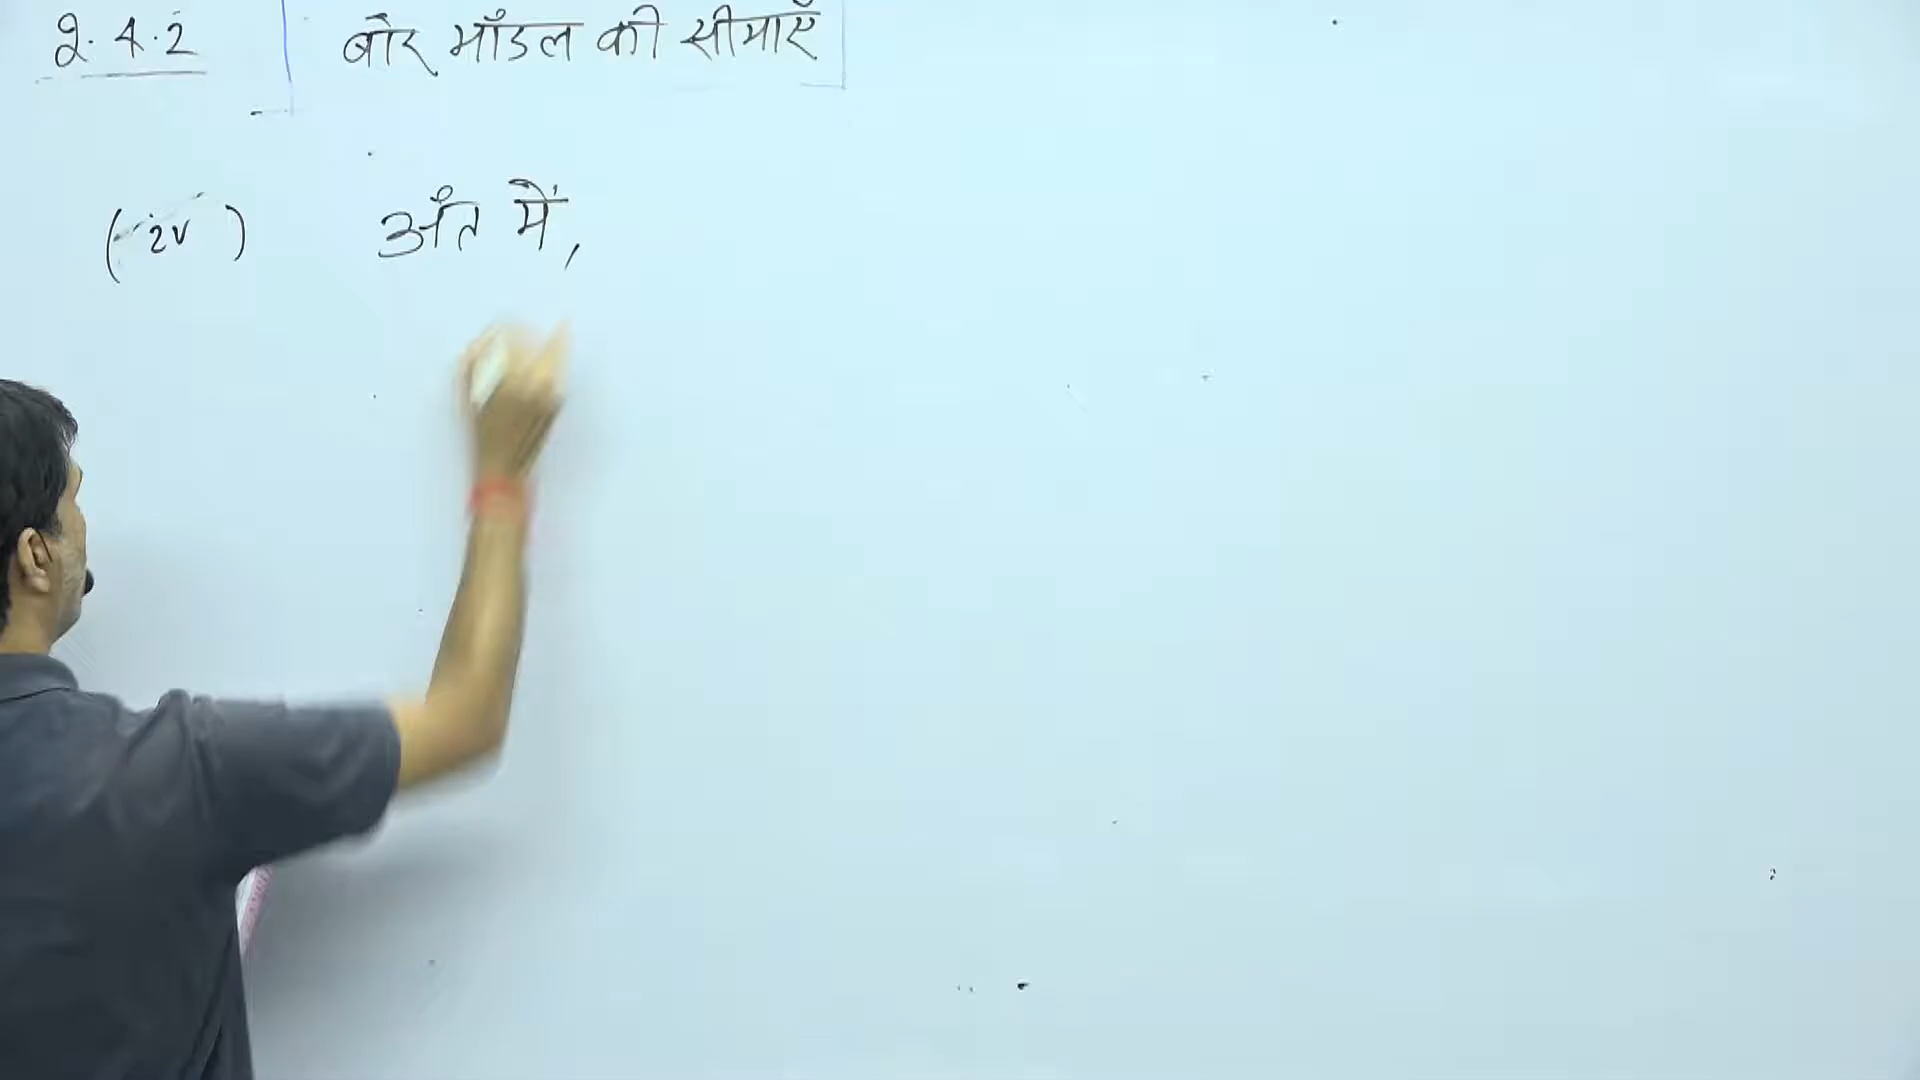 2.4.2 बोर मॉडल की सीमाएँ
(iv) अंत में,